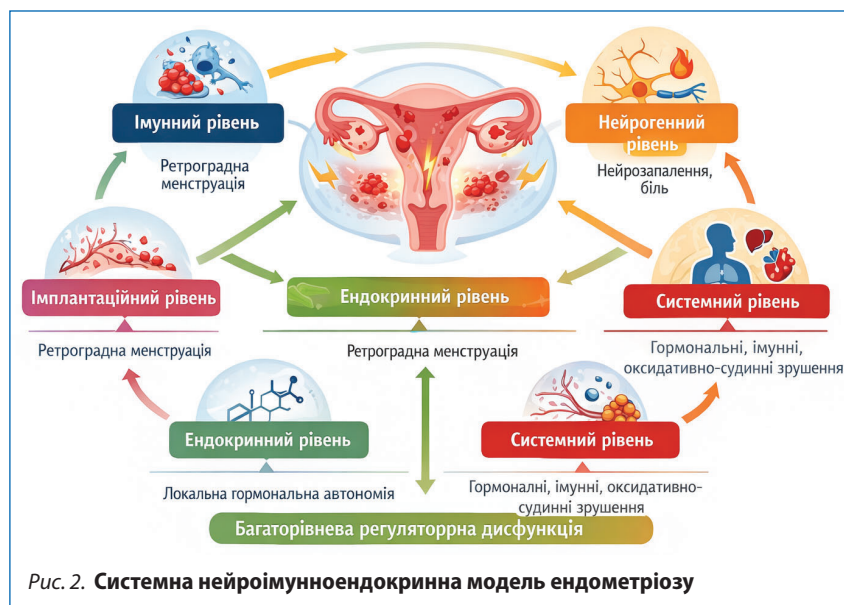 Імунний рівень
Ретроградна
менструація
Нейрогенний
рівень
Нейрозапалення,
біль
Імплантаційний рівень
Ретроградна менструація
Ендокринний рівень
Ретроградна менструація
Системний рівень
Гормональні, імунні,
оксидативно-судинні зрушення
Ендокринний рівень
Локальна гормональна автономія
Системний рівень
Гормоналні, імунні, оксидативно-
судинні зрушення
Багаторівнева регуляторрна дисфункція
Рис. 2. Системна нейроімунноендокринна модель ендометріозу